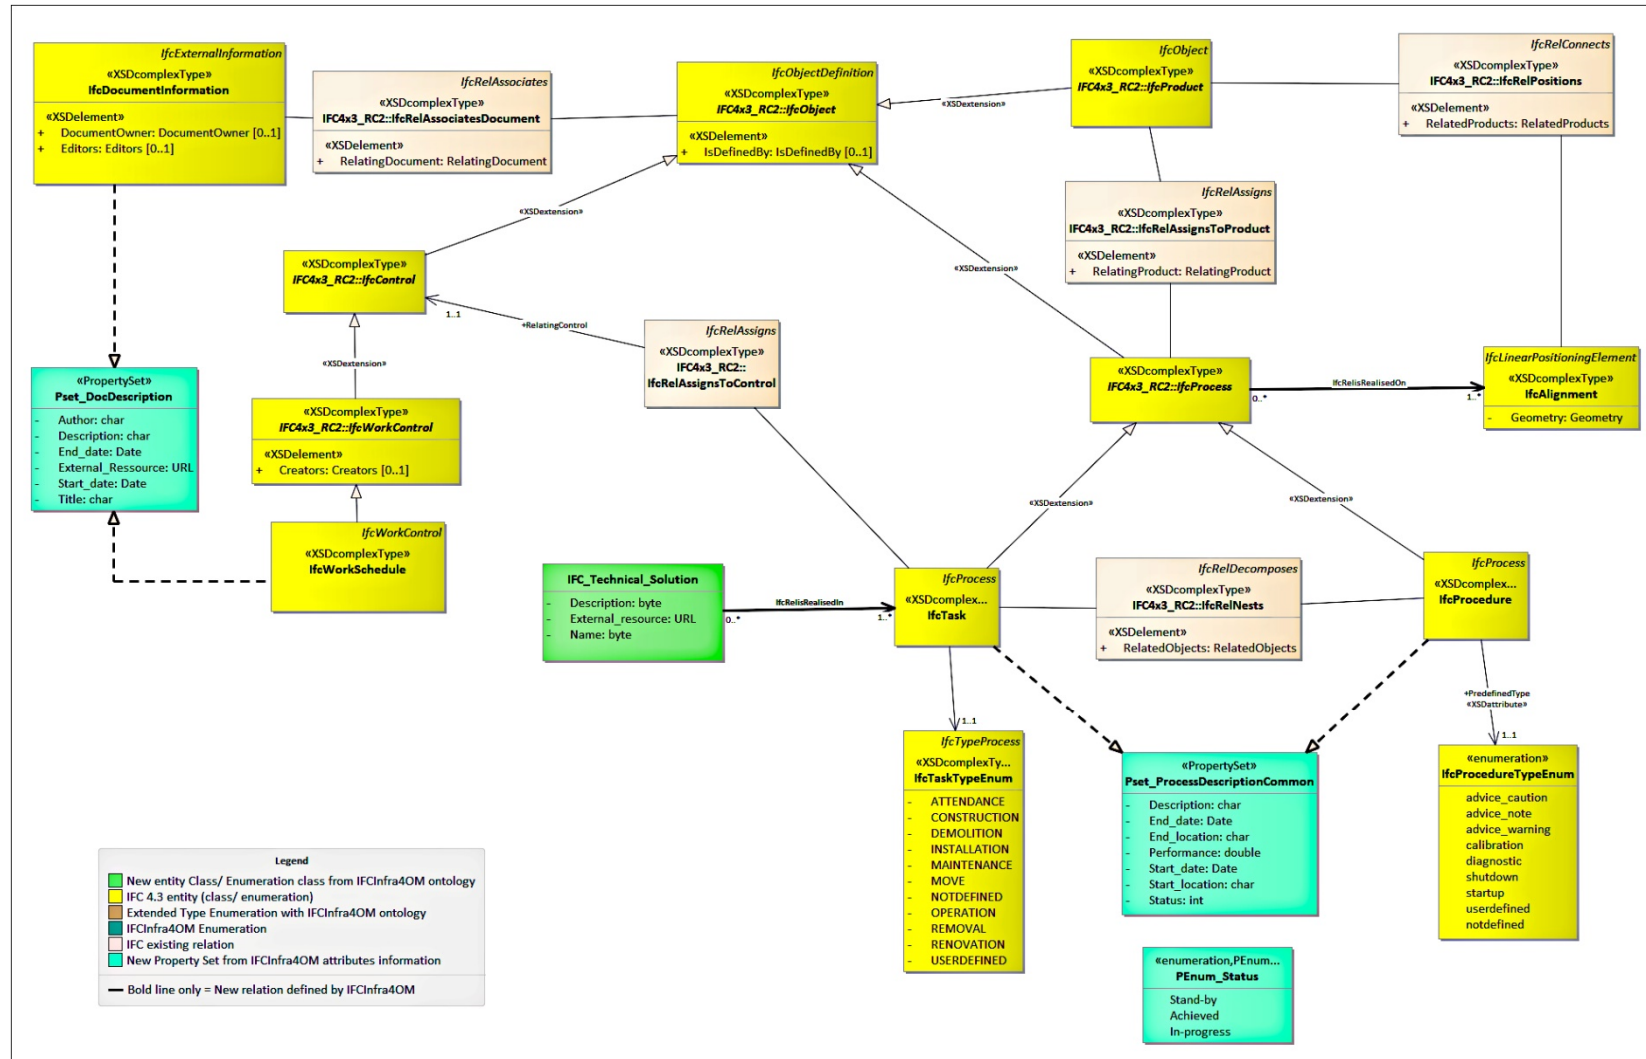 IfcExternalInformation
«XSDcomplexType»
IfcDocumentInformation
«XSDelement»
+ DocumentOwner: DocumentOwner [0..1]
+ Editors: Editors [0..1]
IfcRelAssociates
«XSDcomplexType»
IFC4x3_RC2::IfcRelAssociatesDocument
«XSDelement»
+ RelatingDocument: RelatingDocument
IfcObjectDefinition
«XSDcomplexType»
IFC4x3_RC2::IfcObject
«XSDelement»
+ IsDefinedBy: IsDefinedBy [0..1]
«XSDextension»
IfcObject
«XSDcomplexType»
IFC4x3_RC2::IfcProduct
IfcRelConnects
«XSDcomplexType»
IFC4x3_RC2::IfcRelPositions
«XSDelement»
+ RelatedProducts: RelatedProducts
«XSDextension»
IfcRelAssigns
«XSDcomplexType»
IFC4x3_RC2::IfcRelAssignsToProduct
«XSDelement»
+ RelatingProduct: RelatingProduct
«XSDcomplexType»
IFC4x3_RC2::IfcControl
1..1
+RelatingControl
«XSDextension»
«XSDextension»
IfcRelAssigns
«XSDcomplexType»
IFC4x3_RC2::
IfcRelAssignsToControl
«XSDcomplexType»
IFC4x3_RC2::IfcProcess
IfcRelisRealisedOn
0..*
1..*
IfcLinearPositioningElement
«XSDcomplexType»
IfcAlignment
- Geometry: Geometry
«PropertySet»
Pset_DocDescription
- Author: char
- Description: char
- End_date: Date
- External_Ressource: URL
- Start_date: Date
- Title: char
«XSDcomplexType»
IFC4x3_RC2::IfcWorkControl
«XSDelement»
+ Creators: Creators [0..1]
«XSDextension»
«XSDextension»
IfcWorkControl
«XSDcomplexType»
IfcWorkSchedule
IFC_Technical_Solution
- Description: byte
- External_resource: URL
- Name: byte
IfcRelisRealisedIn
0..*
1..*
IfcProcess
«XSDcomplex...
IfcTask
IfcRelDecomposes
«XSDcomplexType»
IFC4x3_RC2::IfcRelNests
«XSDelement»
+ RelatedObjects: RelatedObjects
IfcProcess
«XSDcomplex...
IfcProcedure
+PredefinedType
«XSDattribute»
1..1
1..1
IfcTypeProcess
«XSDcomplexTy...
IfcTaskTypeEnum
- ATTENDANCE
- CONSTRUCTION
- DEMOLITION
- INSTALLATION
- MAINTENANCE
- MOVE
- NOTDEFINED
- OPERATION
- REMOVAL
- RENOVATION
- USERDEFINED
«PropertySet»
Pset_ProcessDescriptionCommon
- Description: char
- End_date: Date
- End_location: char
- Performance: double
- Start_date: Date
- Start_location: char
- Status: int
«enumeration»
IfcProcedureTypeEnum
advice_caution
advice_note
advice_warning
calibration
diagnostic
shutdown
startup
userdefined
notdefined
«enumeration,PEnum...
PEnum_Status
Stand-by
Achieved
In-progress
Legend
New entity Class/ Enumeration class from IFCInfra4OM ontology
IFC 4.3 entity (class/ enumeration)
Extended Type Enumeration with IFCInfra4OM ontology
IFCInfra4OM Enumeration
IFC existing relation
New Property Set from IFCInfra4OM attributes information
Bold line only = New relation defined by IFCInfra4OM